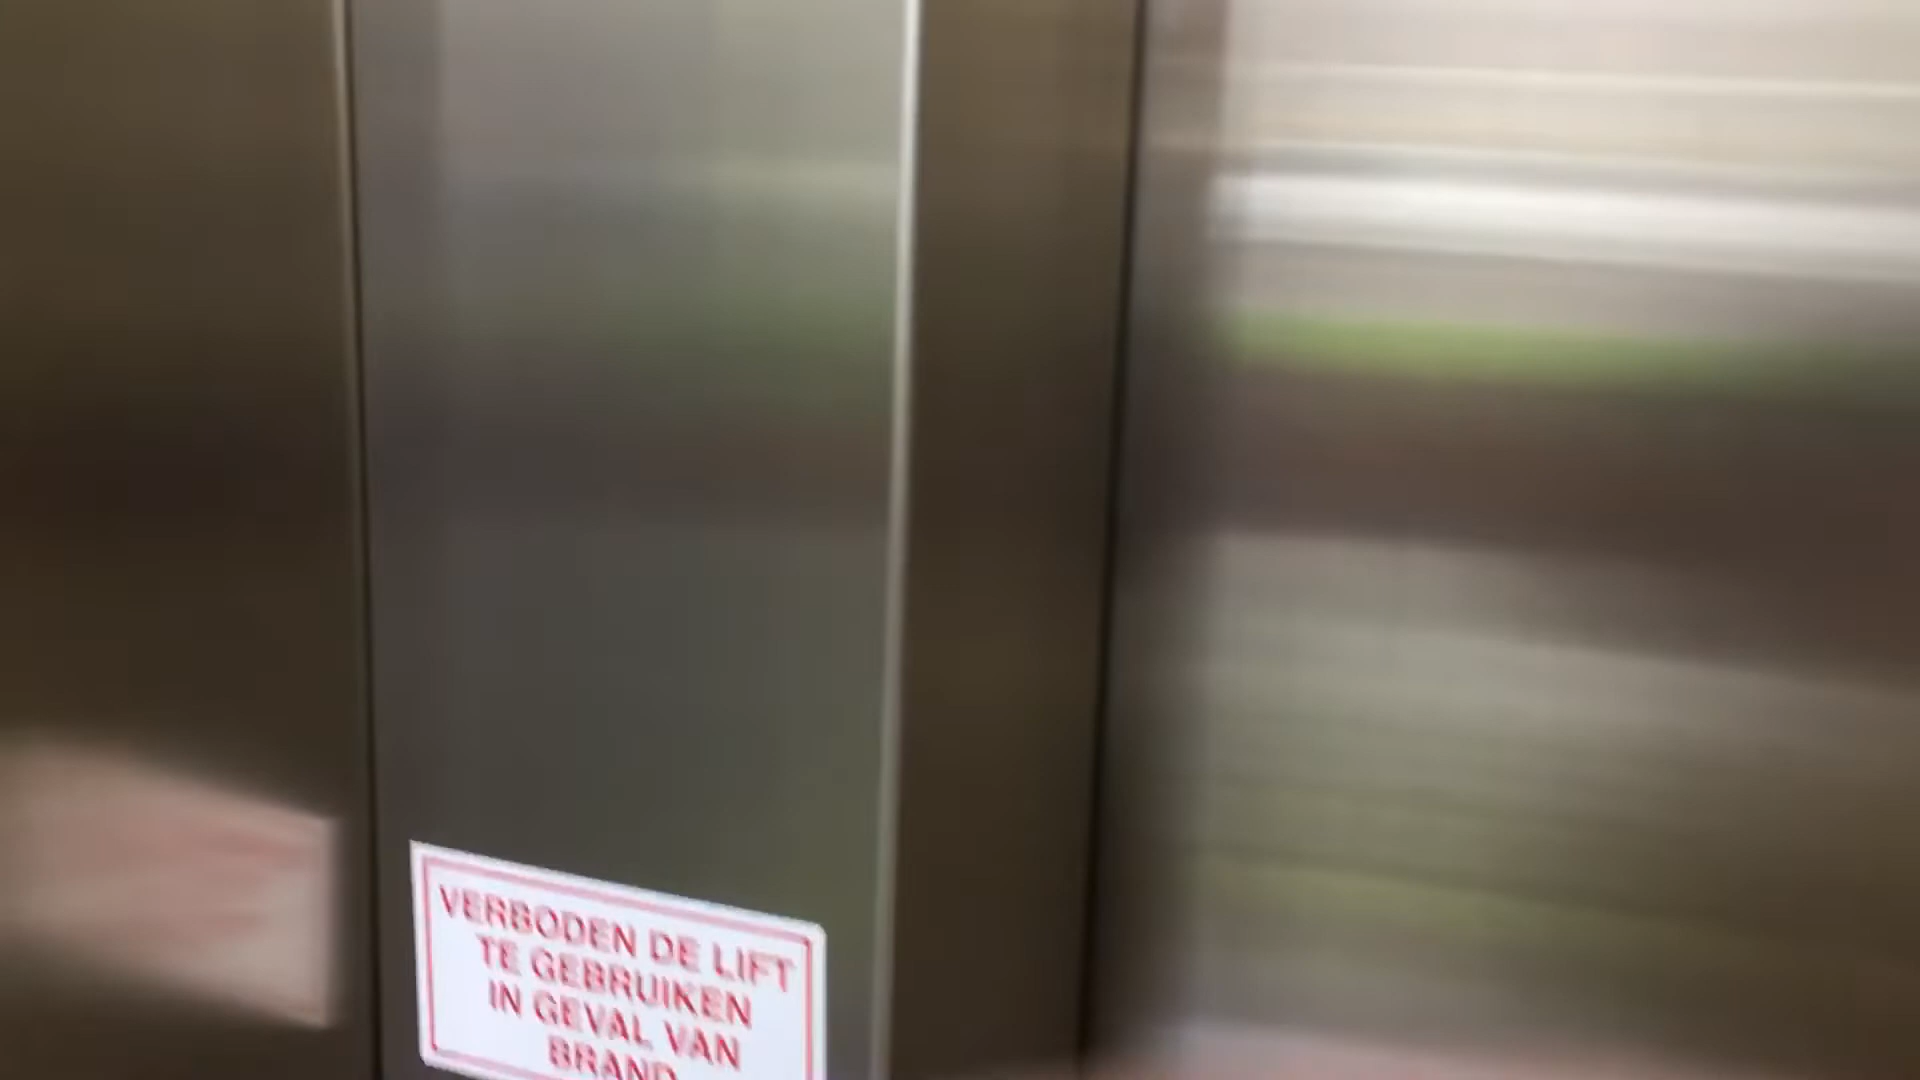 VERBODEN DE LIFT
TE GEBRUIKEN
IN GEVAL VAN
BRAND